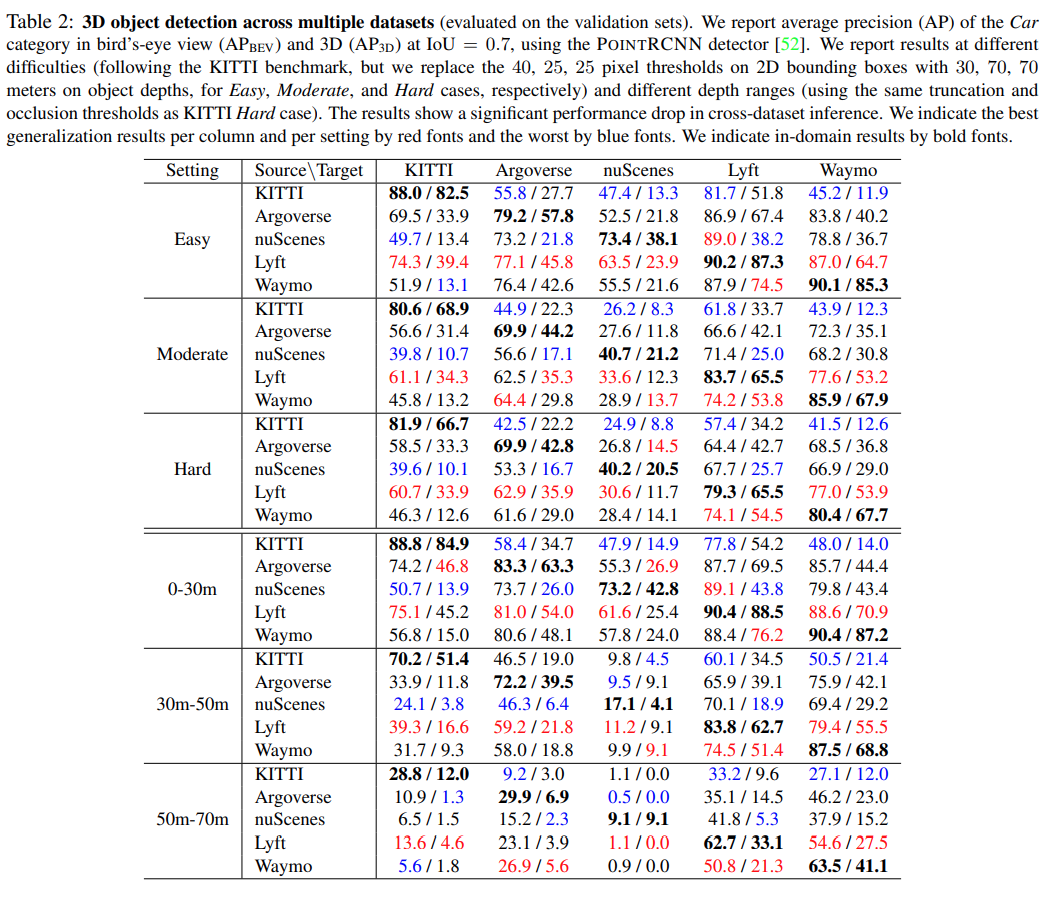 Table 2: 3D object detection across multiple datasets (evaluated on the validation sets). We report average precision (AP) of the Car
category in bird's-eye view (APBEV) and 3D (AP3D) at IoU = 0.7, using the POINTRCNN detector [52]. We report results at different
difficulties (following the KITTI benchmark, but we replace the 40, 25, 25 pixel thresholds on 2D bounding boxes with 30, 70, 70
meters on object depths, for Easy, Moderate, and Hard cases, respectively) and different depth ranges (using the same truncation and
occlusion thresholds as KITTI Hard case). The results show a significant performance drop in cross-dataset inference. We indicate the best
generalization results per column and per setting by red fonts and the worst by blue fonts. We indicate in-domain results by bold fonts.
Setting Source\Target KITTI Argoverse nuScenes Lyft Waymo
KITTI 88.0 / 82.5 55.8 / 27.7 47.4 / 13.3 81.7 / 51.8 45.2 / 11.9
Argoverse 69.5 / 33.9 79.2 / 57.8 52.5 / 21.8 86.9 / 67.4 83.8 / 40.2
Easy nuScenes 49.7 / 13.4 73.2 / 21.8 73.4 / 38.1 89.0 / 38.2 78.8 / 36.7
Lyft 74.3 / 39.4 77.1 / 45.8 63.5 / 23.9 90.2 / 87.3 87.0 / 64.7
Waymo 51.9 / 13.1 76.4 / 42.6 55.5 / 21.6 87.9 / 74.5 90.1 / 85.3
KITTI 80.6 / 68.9 44.9 / 22.3 26.2 / 8.3 61.8 / 33.7 43.9 / 12.3
Argoverse 56.6 / 31.4 69.9 / 44.2 27.6 / 11.8 66.6 / 42.1 72.3 / 35.1
Moderate nuScenes 39.8 / 10.7 56.6 / 17.1 40.7 / 21.2 71.4 / 25.0 68.2 / 30.8
Lyft 61.1 / 34.3 62.5 / 35.3 33.6 / 12.3 83.7 / 65.5 77.6 / 53.2
Waymo 45.8 / 13.2 64.4 / 29.8 28.9 / 13.7 74.2 / 53.8 85.9 / 67.9
KITTI 81.9 / 66.7 42.5 / 22.2 24.9 / 8.8 57.4 / 34.2 41.5 / 12.6
Argoverse 58.5 / 33.3 69.9 / 42.8 26.8 / 14.5 64.4 / 42.7 68.5 / 36.8
Hard nuScenes 39.6 / 10.1 53.3 / 16.7 40.2 / 20.5 67.7 / 25.7 66.9 / 29.0
Lyft 60.7 / 33.9 62.9 / 35.9 30.6 / 11.7 79.3 / 65.5 77.0 / 53.9
Waymo 46.3 / 12.6 61.6 / 29.0 28.4 / 14.1 74.1 / 54.5 80.4 / 67.7
KITTI 88.8 / 84.9 58.4 / 34.7 47.9 / 14.9 77.8 / 54.2 48.0 / 14.0
Argoverse 74.2 / 46.8 83.3 / 63.3 55.3 / 26.9 87.7 / 69.5 85.7 / 44.4
0-30m nuScenes 50.7 / 13.9 73.7 / 26.0 73.2 / 42.8 89.1 / 43.8 79.8 / 43.4
Lyft 75.1 / 45.2 81.0 / 54.0 61.6 / 25.4 90.4 / 88.5 88.6 / 70.9
Waymo 56.8 / 15.0 80.6 / 48.1 57.8 / 24.0 88.4 / 76.2 90.4 / 87.2
KITTI 70.2 / 51.4 46.5 / 19.0 9.8 / 4.5 60.1 / 34.5 50.5 / 21.4
Argoverse 33.9 / 11.8 72.2 / 39.5 9.5 / 9.1 65.9 / 39.1 75.9 / 42.1
30m-50m nuScenes 24.1 / 3.8 46.3 / 6.4 17.1 / 4.1 70.1 / 18.9 69.4 / 29.2
Lyft 39.3 / 16.6 59.2 / 21.8 11.2 / 9.1 83.8 / 62.7 79.4 / 55.5
Waymo 31.7 / 9.3 58.0 / 18.8 9.9 / 9.1 74.5 / 51.4 87.5 / 68.8
KITTI 28.8 / 12.0 9.2 / 3.0 1.1 / 0.0 33.2 / 9.6 27.1 / 12.0
Argoverse 10.9 / 1.3 29.9 / 6.9 0.5 / 0.0 35.1 / 14.5 46.2 / 23.0
50m-70m nuScenes 6.5 / 1.5 15.2 / 2.3 9.1 / 9.1 41.8 / 5.3 37.9 / 15.2
Lyft 13.6 / 4.6 23.1 / 3.9 1.1 / 0.0 62.7 / 33.1 54.6 / 27.5
Waymo 5.6 / 1.8 26.9 / 5.6 0.9 / 0.0 50.8 / 21.3 63.5 / 41.1